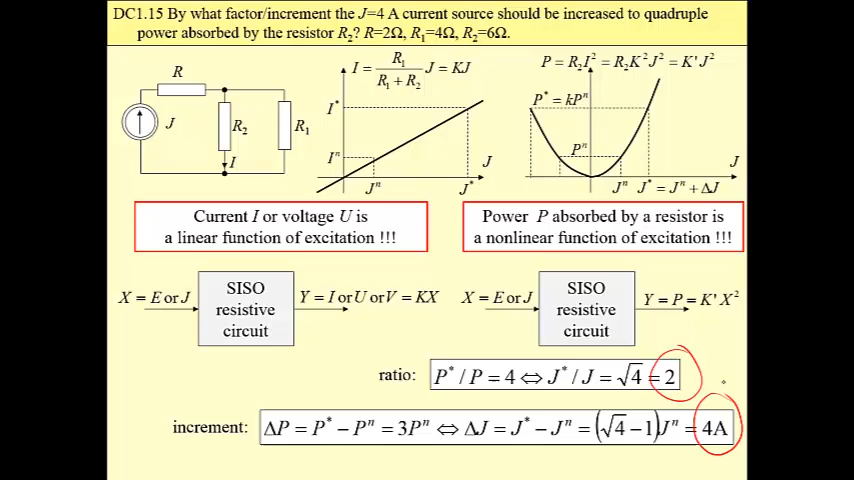 DC1.15 By what factor/increment the J=4 A current source should be increased to quadruple
power absorbed by the resistor R₂? R=2Ω, R₁=4Ω, R₂=6Ω.
R
J
R₂
R₁
I
I = R₁ / (R₁ + R₂) J = KJ
I*
Iⁿ
Jⁿ
J*
J
P = R₂I² = R₂K²J² = K'J²
P* = kPⁿ
Pⁿ
J
Jⁿ J* = Jⁿ + ΔJ
Current I or voltage U is
a linear function of excitation !!!
Power P absorbed by a resistor is
a nonlinear function of excitation !!!
X = E or J
SISO
resistive
circuit
Y = I or U or V = KX
X = E or J
SISO
resistive
circuit
Y = P = K' X²
ratio: P* / P = 4 ⇔ J* / J = √4 = 2
increment: ΔP = P* − Pⁿ = 3Pⁿ ⇔ ΔJ = J* − Jⁿ = (√4 −1)Jⁿ = 4A